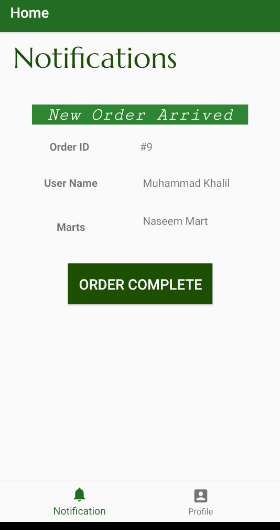 Home
Notifications
New Order Arrived
Order ID #9
User Name Muhammad Khalil
Marts Naseem Mart
ORDER COMPLETE
Notification Profile